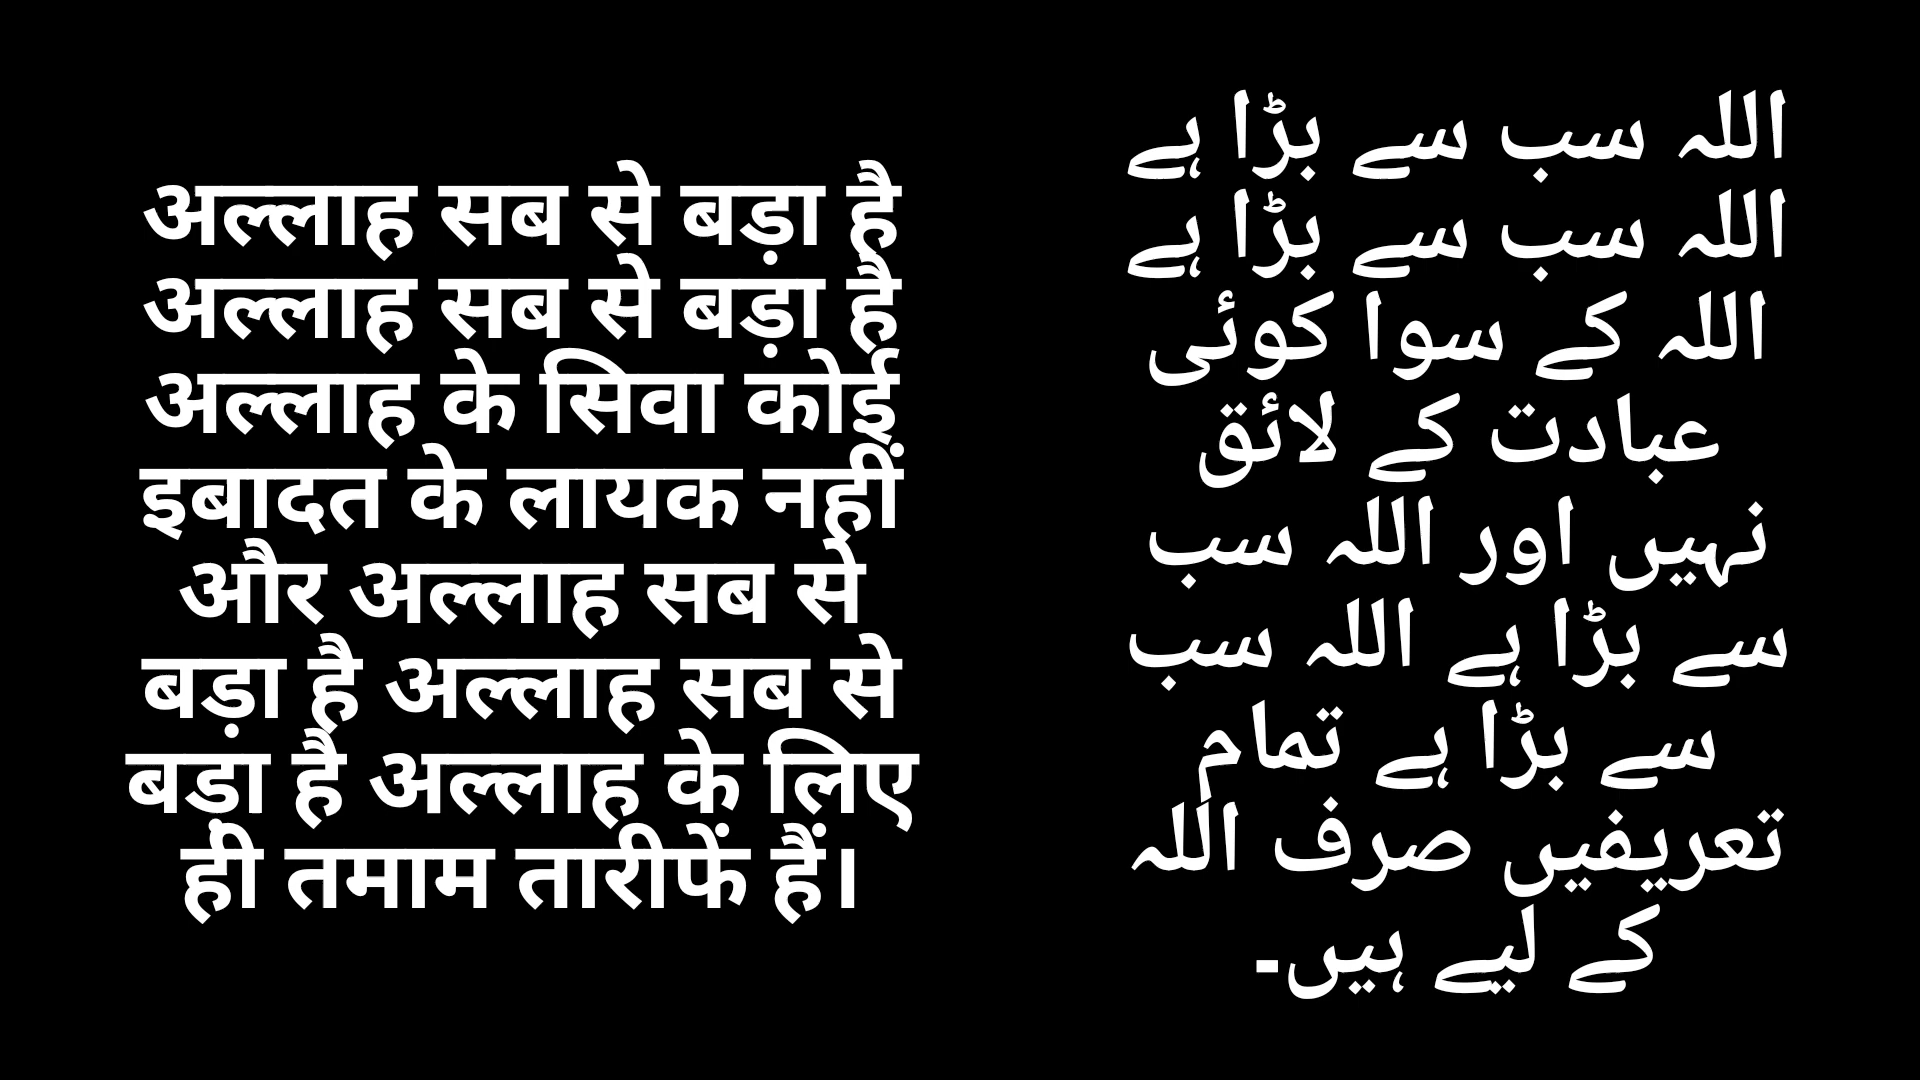 अल्लाह सब से बड़ा है
अल्लाह सब से बड़ा है
अल्लाह के सिवा कोई
इबादत के लायक नहीं
और अल्लाह सब से
बड़ा है अल्लाह सब से
बड़ा है अल्लाह के लिए
ही तमाम तारीफें हैं।
اللہ سب سے بڑا ہے
اللہ سب سے بڑا ہے
اللہ کے سوا کوئی
عبادت کے لائق
نہیں اور اللہ سب
سے بڑا ہے اللہ سب
سے بڑا ہے تمام
تعریفیں صرف اللہ
کے لیے ہیں۔